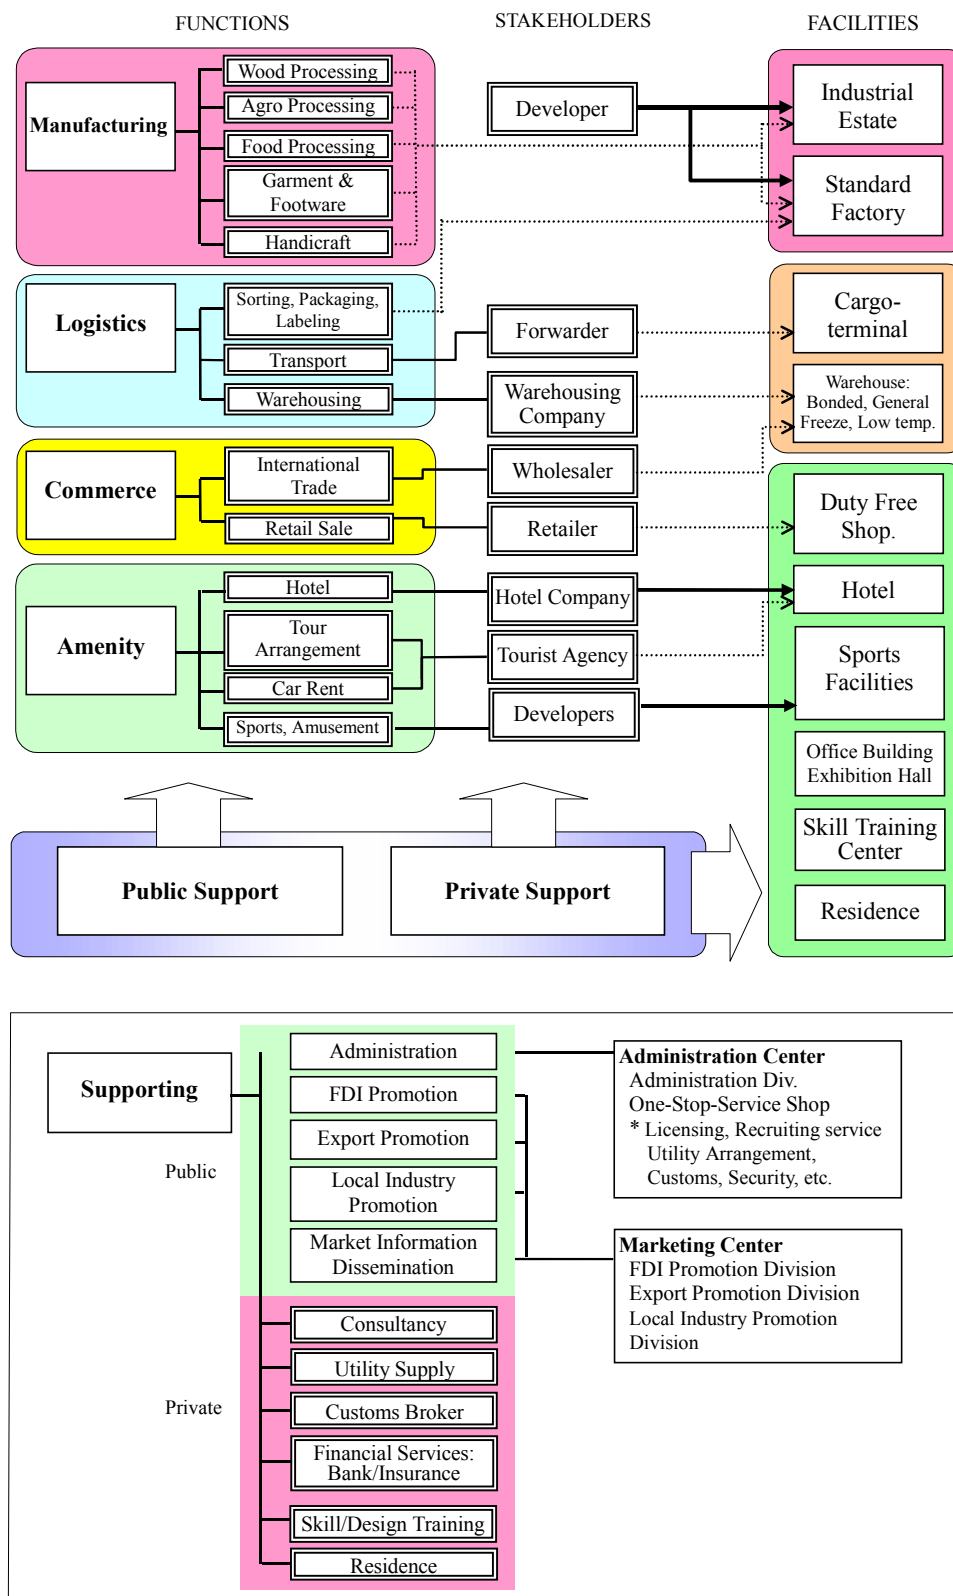 FUNCTIONS
STAKEHOLDERS
FACILITIES
Manufacturing
Wood Processing
Agro Processing
Food Processing
Garment &
Footware
Handicraft
Developer
Industrial
Estate
Standard
Factory
Logistics
Sorting, Packaging,
Labeling
Transport
Warehousing
Forwarder
Warehousing
Company
Cargo-
terminal
Warehouse:
Bonded, General
Freeze, Low temp.
Commerce
International
Trade
Retail Sale
Wholesaler
Retailer
Duty Free
Shop.
Amenity
Hotel
Tour
Arrangement
Car Rent
Sports, Amusement
Hotel Company
Tourist Agency
Developers
Hotel
Sports
Facilities
Office Building
Exhibition Hall
Skill Training
Center
Residence
Public Support
Private Support
Supporting
Public
Administration
FDI Promotion
Export Promotion
Local Industry
Promotion
Market Information
Dissemination
Private
Consultancy
Utility Supply
Customs Broker
Financial Services:
Bank/Insurance
Skill/Design Training
Residence
Administration Center
Administration Div.
One-Stop-Service Shop
* Licensing, Recruiting service
Utility Arrangement,
Customs, Security, etc.
Marketing Center
FDI Promotion Division
Export Promotion Division
Local Industry Promotion
Division